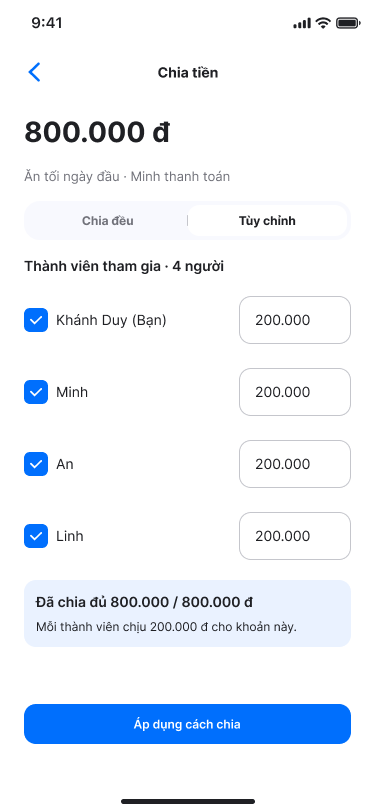 9:41
Chia tiền
800.000 đ
Ăn tối ngày đầu · Minh thanh toán
Chia đều
Tùy chỉnh
Thành viên tham gia · 4 người
Khánh Duy (Bạn)
200.000
Minh
200.000
An
200.000
Linh
200.000
Đã chia đủ 800.000 / 800.000 đ
Mỗi thành viên chịu 200.000 đ cho khoản này.
Áp dụng cách chia